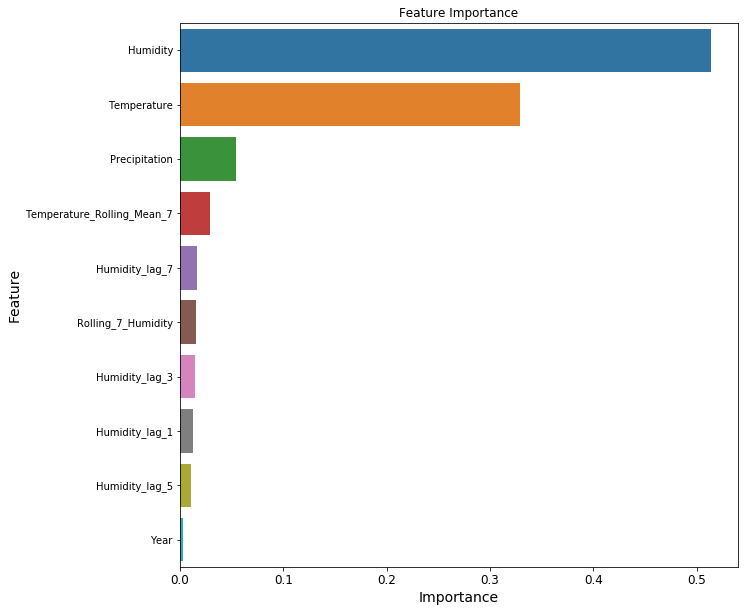 Feature Importance
Humidity
Temperature
Precipitation
Temperature_Rolling_Mean_7
Humidity_lag_7
Rolling_7_Humidity
Humidity_lag_3
Humidity_lag_1
Humidity_lag_5
Year
Feature
0.0 0.1 0.2 0.3 0.4 0.5
Importance